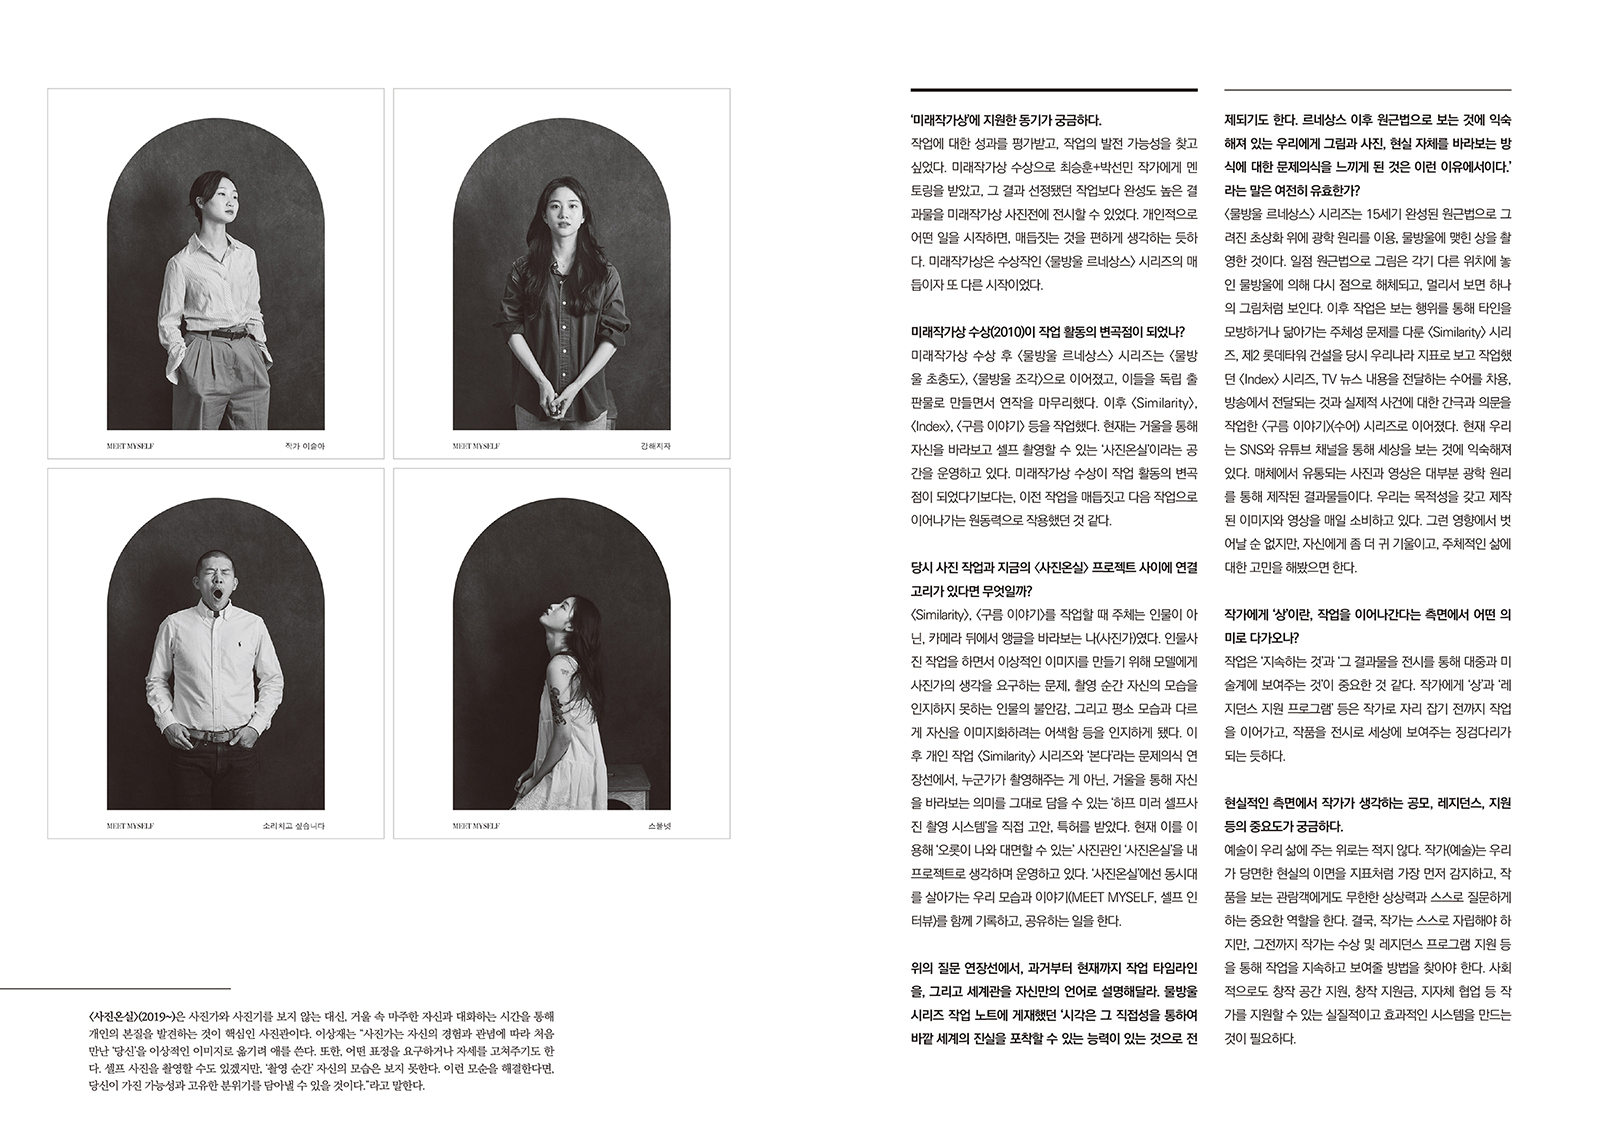 MEET MYSELF
작가 이슬아
MEET MYSELF
감해지자
MEET MYSELF
소리치고 싶습니다
MEET MYSELF
스물넷
〈사진온실〉(2019~)은 사진가와 사진기를 보지 않는 대신, 거울 속 마주한 자신과 대화하는 시간을 통해
개인의 본질을 발견하는 것이 핵심인 사진관이다. 이상재는 “사진가는 자신의 경험과 관념에 따라 처음
만난 ‘당신’을 이상적인 이미지로 옮기려 애를 쓴다. 또한, 어떤 표정을 요구하거나 자세를 고쳐주기도 한
다. 셀프 사진을 촬영할 수도 있겠지만, ‘촬영 순간’ 자신의 모습은 보지 못한다. 이런 모순을 해결한다면,
당신이 가진 가능성과 고유한 분위기를 담아낼 수 있을 것이다.”라고 말한다.
‘미래작가상’에 지원한 동기가 궁금하다.
작업에 대한 성과를 평가받고, 작업의 발전 가능성을 찾고
싶었다. 미래작가상 수상으로 최승훈+박선민 작가에게 멘
토링을 받았고, 그 결과 선정됐던 작업보다 완성도 높은 결
과물을 미래작가상 사진전에 전시할 수 있었다. 개인적으로
어떤 일을 시작하면, 매듭짓는 것을 편하게 생각하는 듯하
다. 미래작가상은 수상작인 〈물방울 르네상스〉 시리즈의 매
듭이자 또 다른 시작이었다.
미래작가상 수상(2010)이 작업 활동의 변곡점이 되었나?
미래작가상 수상 후 〈물방울 르네상스〉 시리즈는 〈물방
울 초충도〉, 〈물방울 조각〉으로 이어졌고, 이들을 독립 출
판물로 만들면서 연작을 마무리했다. 이후 〈Similarity〉,
〈Index〉, 〈구름 이야기〉 등을 작업했다. 현재는 거울을 통해
자신을 바라보고 셀프 촬영할 수 있는 ‘사진온실’이라는 공
간을 운영하고 있다. 미래작가상 수상이 작업 활동의 변곡
점이 되었다기보다는, 이전 작업을 매듭짓고 다음 작업으로
이어나가는 원동력으로 작용했던 것 같다.
당시 사진 작업과 지금의 〈사진온실〉 프로젝트 사이에 연결
고리가 있다면 무엇일까?
〈Similarity〉, 〈구름 이야기〉를 작업할 때 주체는 인물이 아
닌, 카메라 뒤에서 앵글을 바라보는 나(사진가)였다. 인물사
진 작업을 하면서 이상적인 이미지를 만들기 위해 모델에게
사진가의 생각을 요구하는 문제, 촬영 순간 자신의 모습을
인지하지 못하는 인물의 불안감, 그리고 평소 모습과 다르
게 자신을 이미지화하려는 어색함 등을 인지하게 됐다. 이
후 개인 작업 〈Similarity〉 시리즈와 ‘본다’라는 문제의식 연
장선에서, 누군가가 촬영해주는 게 아닌, 거울을 통해 자신
을 바라보는 의미를 그대로 담을 수 있는 ‘하프 미러 셀프사
진 촬영 시스템’을 직접 고안, 특허를 받았다. 현재 이를 이
용해 ‘오롯이 나와 대면할 수 있는’ 사진관인 ‘사진온실’을 내
프로젝트로 생각하며 운영하고 있다. ‘사진온실’에선 동시대
를 살아가는 우리 모습과 이야기(MEET MYSELF, 셀프 인
터뷰)를 함께 기록하고, 공유하는 일을 한다.
위의 질문 연장선에서, 과거부터 현재까지 작업 타임라인
을, 그리고 세계관을 자신만의 언어로 설명해달라. 물방울
시리즈 작업 노트에 게재했던 ‘시각은 그 직접성을 통하여
바깥 세계의 진실을 포착할 수 있는 능력이 있는 것으로 전
제되기도 한다. 르네상스 이후 원근법으로 보는 것에 익숙
해져 있는 우리에게 그림과 사진, 현실 자체를 바라보는 방
식에 대한 문제의식을 느끼게 된 것은 이런 이유에서이다.’
라는 말은 여전히 유효한가?
〈물방울 르네상스〉 시리즈는 15세기 완성된 원근법으로 그
려진 초상화 위에 광학 원리를 이용, 물방울에 맺힌 상을 촬
영한 것이다. 일점 원근법으로 그림은 각기 다른 위치에 놓
인 물방울에 의해 다시 점으로 해체되고, 멀리서 보면 하나
의 그림처럼 보인다. 이후 작업은 보는 행위를 통해 타인을
모방하거나 닮아가는 주체성 문제를 다룬 〈Similarity〉 시리
즈, 제2 롯데타워 건설을 당시 우리나라 지표로 보고 작업했
던 〈Index〉 시리즈, TV 뉴스 내용을 전달하는 수어를 차용,
방송에서 전달되는 것과 실제적 사건에 대한 간극과 의문을
작업한 〈구름 이야기〉(수어) 시리즈로 이어졌다. 현재 우리
는 SNS와 유튜브 채널을 통해 세상을 보는 것에 익숙해져
있다. 매체에서 유통되는 사진과 영상은 대부분 광학 원리
를 통해 제작된 결과물들이다. 우리는 목적성을 갖고 제작
된 이미지와 영상을 매일 소비하고 있다. 그런 영향에서 벗
어날 순 없지만, 자신에게 좀 더 귀 기울이고, 주체적인 삶에
대한 고민을 해봤으면 한다.
작가에게 ‘상’이란, 작업을 이어나간다는 측면에서 어떤 의
미로 다가오나?
작업은 ‘지속하는 것’과 ‘그 결과물을 전시를 통해 대중과 미
술계에 보여주는 것’이 중요한 것 같다. 작가에게 ‘상’과 ‘레
지던스 지원 프로그램’ 등은 작가로 자리 잡기 전까지 작업
을 이어가고, 작품을 전시로 세상에 보여주는 징검다리가
되는 듯하다.
현실적인 측면에서 작가가 생각하는 공모, 레지던스, 지원
등의 중요도가 궁금하다.
예술이 우리 삶에 주는 위로는 적지 않다. 작가(예술)는 우리
가 당면한 현실의 이면을 지표처럼 가장 먼저 감지하고, 작
품을 보는 관람객에게도 무한한 상상력과 스스로 질문하게
하는 중요한 역할을 한다. 결국, 작가는 스스로 자립해야 하
지만, 그전까지 작가는 수상 및 레지던스 프로그램 지원 등
을 통해 작업을 지속하고 보여줄 방법을 찾아야 한다. 사회
적으로도 창작 공간 지원, 창작 지원금, 지자체 협업 등 작
가를 지원할 수 있는 실질적이고 효과적인 시스템을 만드는
것이 필요하다.